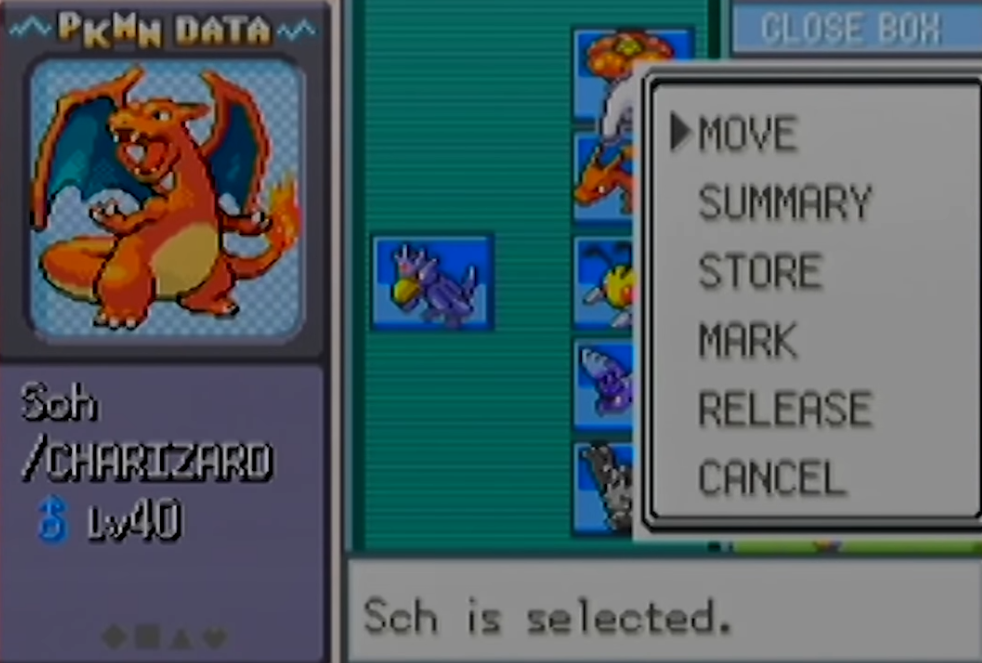 PKMN DATA
CLOSE BOX
MOVE
SUMMARY
STORE
MARK
RELEASE
CANCEL
Sch
/CHARIZARD
♂ Lv40
Sch is selected.